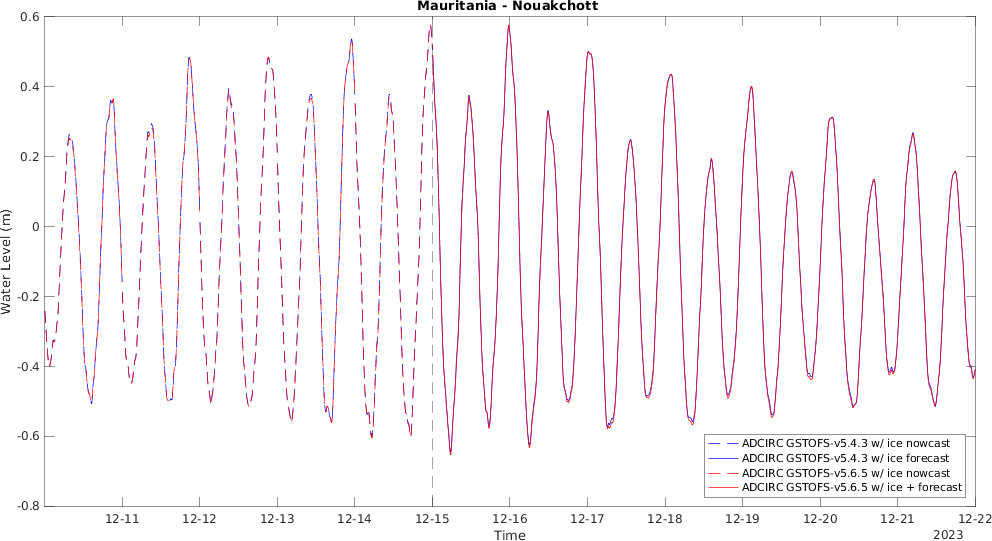 Mauritania - Nouakchott
0.6
0.4
0.2
0
-0.2
-0.4
-0.6
-0.8
Water Level (m)
ADCIRC GSTOFS-v5.4.3 w/ ice nowcast
ADCIRC GSTOFS-v5.4.3 w/ ice forecast
ADCIRC GSTOFS-v5.6.5 w/ ice nowcast
ADCIRC GSTOFS-v5.6.5 w/ ice + forecast
12-11 12-12 12-13 12-14 12-15 12-16 12-17 12-18 12-19 12-20 12-21 12-22
Time
2023